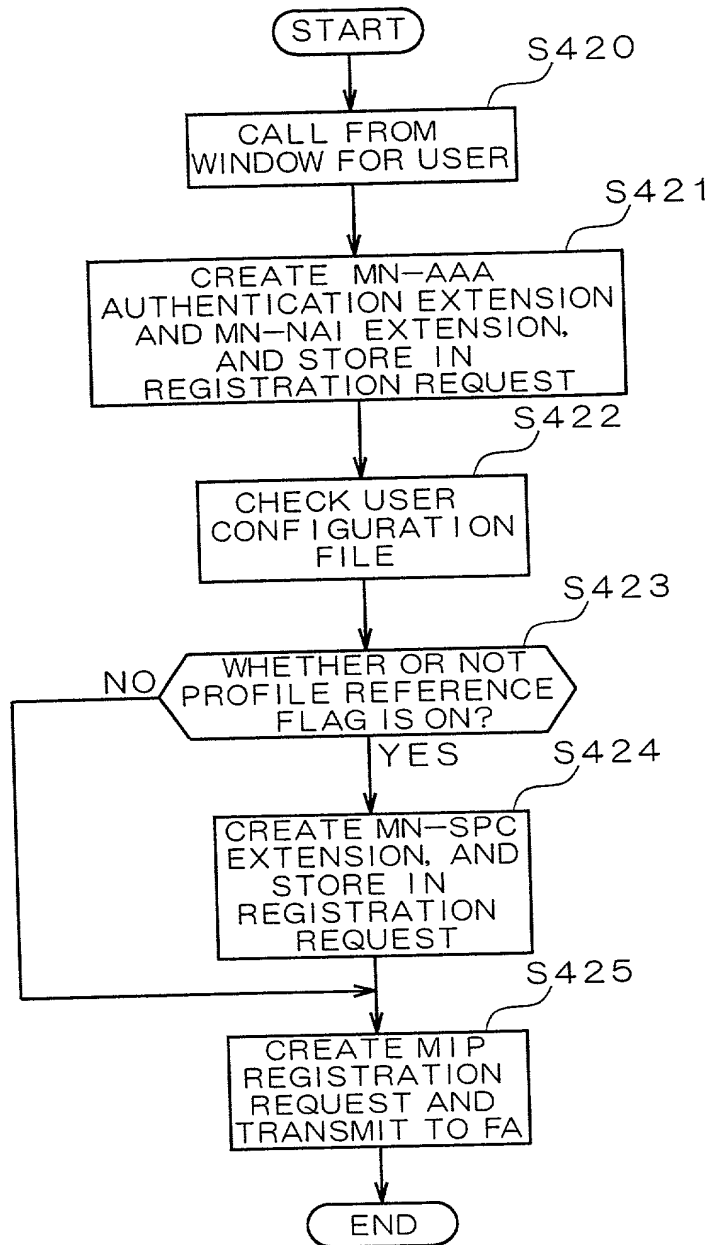 START
S420
CALL FROM
WINDOW FOR USER
S421
CREATE MN-AAA
AUTHENTICATION EXTENSION
AND MN-NAI EXTENSION,
AND STORE IN
REGISTRATION REQUEST
S422
CHECK USER
CONFIGURATION
FILE
S423
WHETHER OR NOT
PROFILE REFERENCE
FLAG IS ON?
NO
YES
S424
CREATE MN-SPC
EXTENSION, AND
STORE IN
REGISTRATION
REQUEST
S425
CREATE MIP
REGISTRATION
REQUEST AND
TRANSMIT TO FA
END